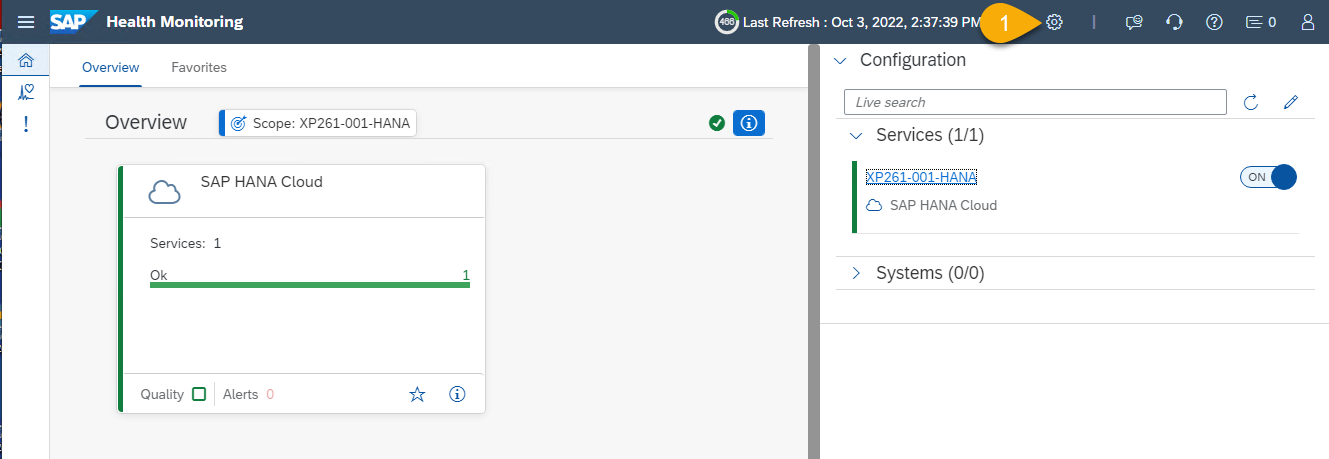 SAP Health Monitoring
466 Last Refresh : Oct 3, 2022, 2:37:39 PM
1
0
Overview Favorites
Overview
Scope: XP261-001-HANA
SAP HANA Cloud
Services: 1
Ok 1
Quality Alerts 0
Configuration
Live search
Services (1/1)
XP261-001-HANA ON
SAP HANA Cloud
Systems (0/0)